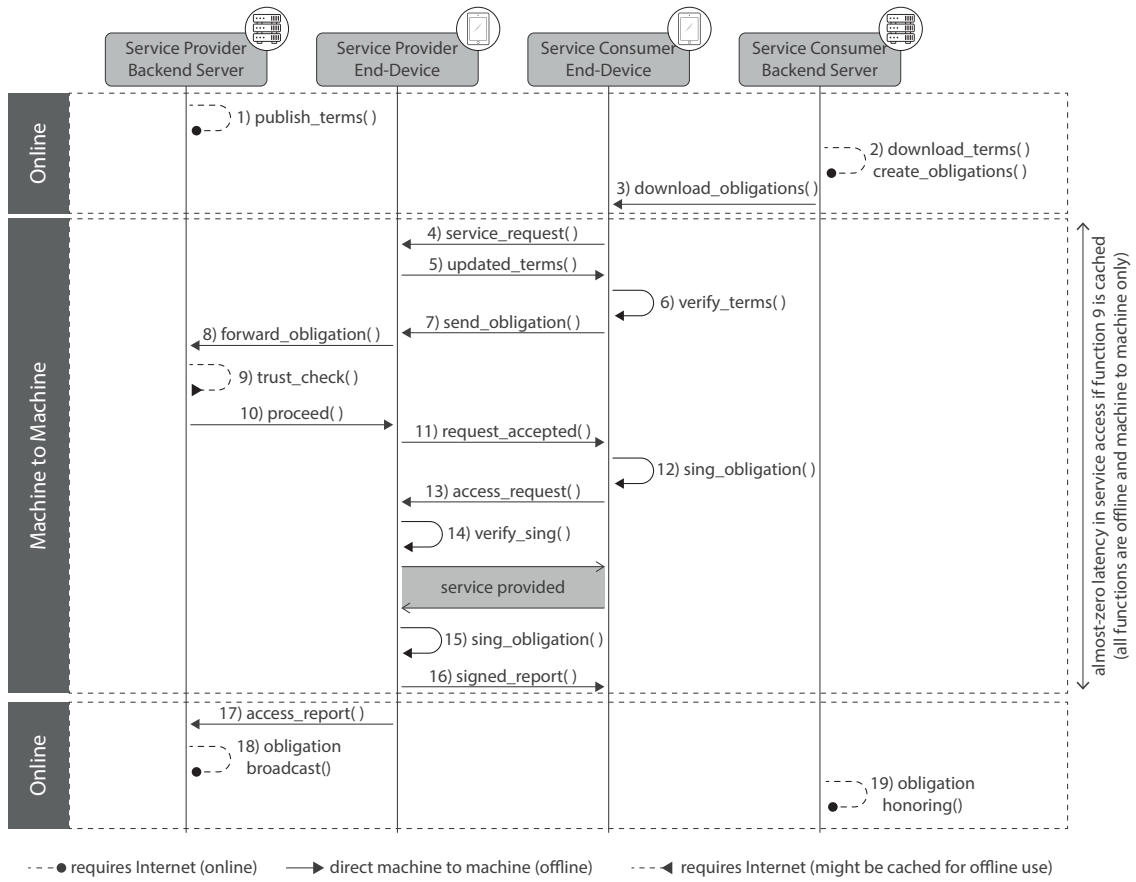 Service Provider
Backend Server
Service Provider
End-Device
Service Consumer
End-Device
Service Consumer
Backend Server
Online
1) publish_terms( )
2) download_terms( )
create_obligations( )
3) download_obligations( )
Machine to Machine
4) service_request( )
5) updated_terms( )
6) verify_terms( )
7) send_obligation( )
8) forward_obligation( )
9) trust_check( )
10) proceed( )
11) request_accepted( )
12) sing_obligation( )
13) access_request( )
14) verify_sing( )
service provided
15) sing_obligation( )
16) signed_report( )
almost-zero latency in service access if function 9 is cached
(all functions are offline and machine to machine only)
Online
17) access_report( )
18) obligation
broadcast()
19) obligation
honoring()
requires Internet (online)
direct machine to machine (offline)
requires Internet (might be cached for offline use)